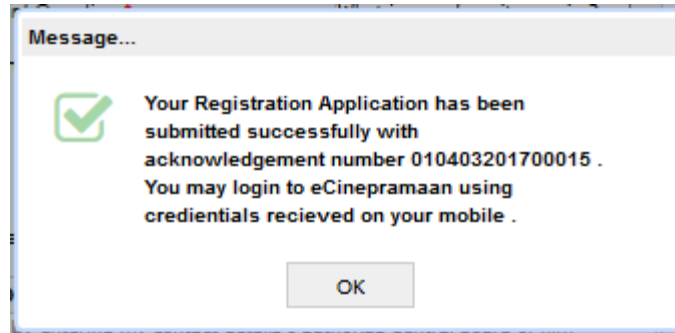 Message...
Your Registration Application has been
submitted successfully with
acknowledgement number 010403201700015 .
You may login to eCinepramaan using
credientials recieved on your mobile .
OK